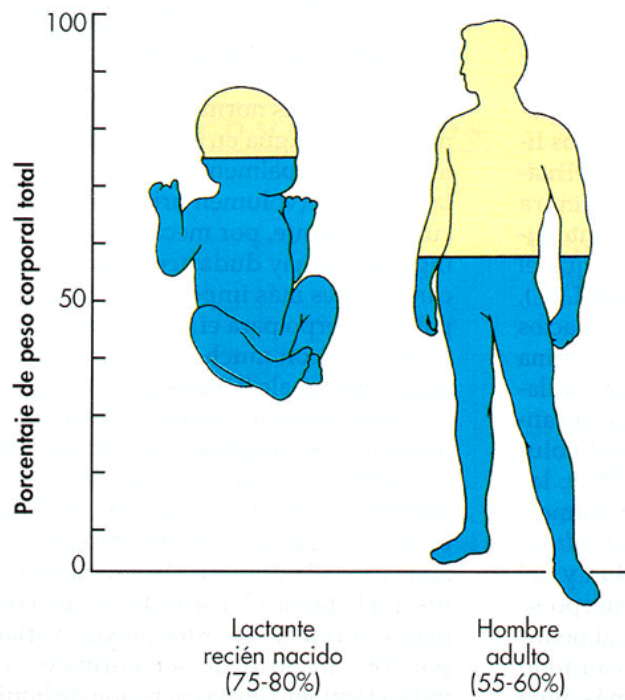 100
50
0
Porcentaje de peso corporal total
Lactante
recién nacido
(75-80%)
Hombre
adulto
(55-60%)